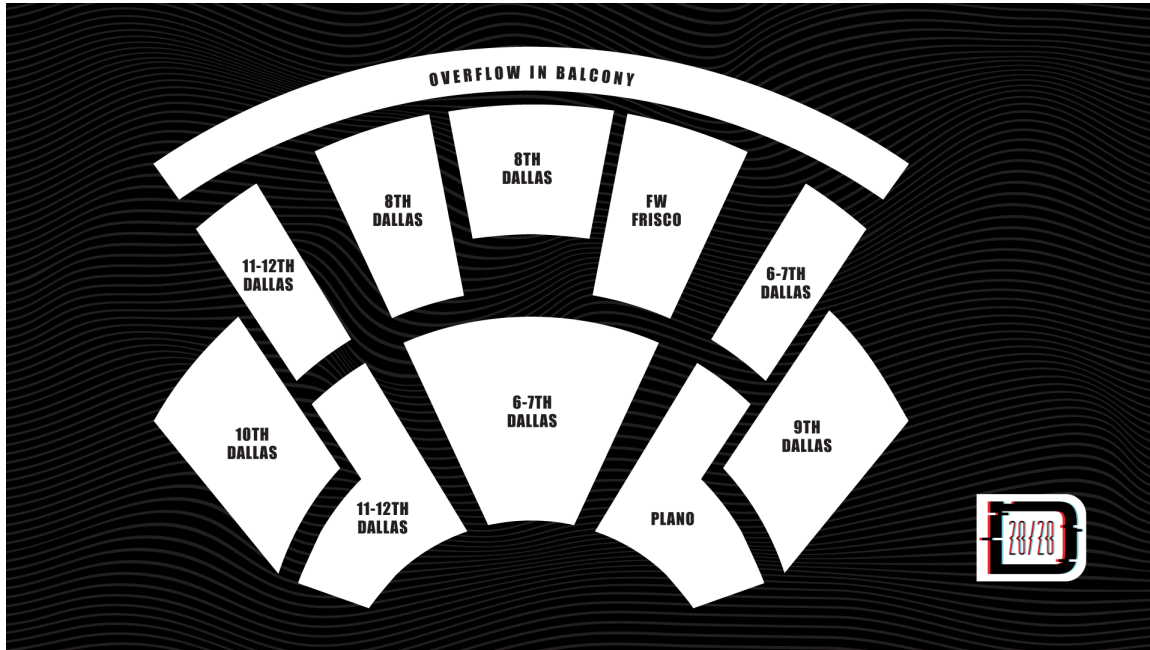 OVERFLOW IN BALCONY
8TH
DALLAS
8TH
DALLAS
FW
FRISCO
11-12TH
DALLAS
6-7TH
DALLAS
10TH
DALLAS
11-12TH
DALLAS
6-7TH
DALLAS
PLANO
9TH
DALLAS
28/28